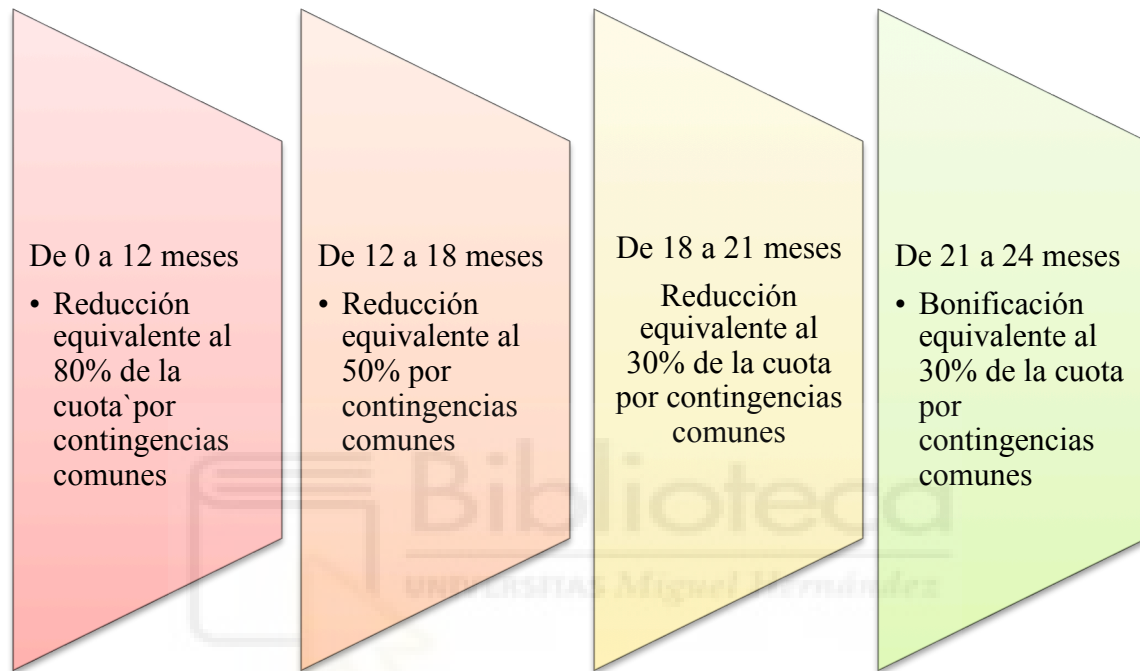 De 0 a 12 meses
• Reducción
equivalente al
80% de la
cuota`por
contingencias
comunes
De 12 a 18 meses
• Reducción
equivalente al
50% por
contingencias
comunes
De 18 a 21 meses
Reducción
equivalente al
30% de la cuota
por contingencias
comunes
De 21 a 24 meses
• Bonificación
equivalente al
30% de la cuota
por
contingencias
comunes
Biblioteca
UNIVERSITAS Miguel Hernández